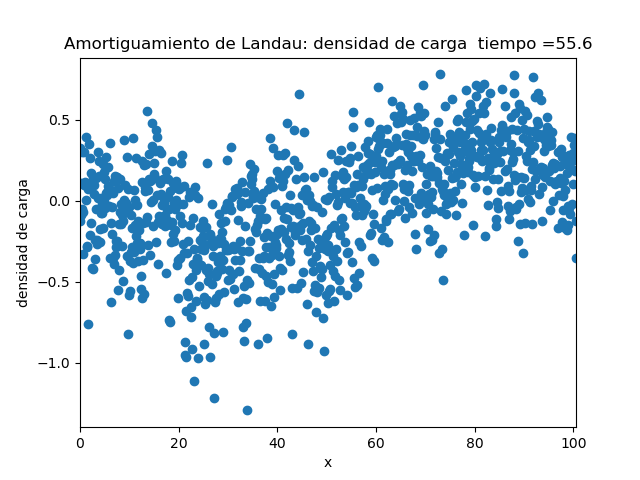 Amortiguamiento de Landau: densidad de carga  tiempo =55.6
densidad de carga
0.5
0.0
−0.5
−1.0
0 20 40 60 80 100
x